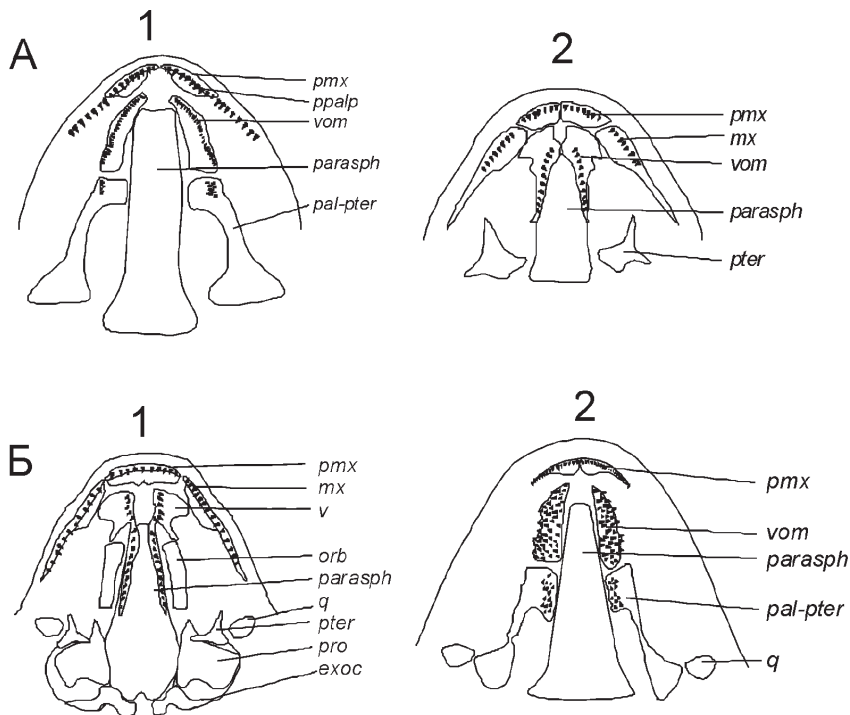 А
1
pmx
ppalp
vom
parasph
pal-pter
2
pmx
mx
vom
parasph
pter
Б
1
pmx
mx
v
orb
parasph
q
pter
pro
exoc
2
pmx
vom
parasph
pal-pter
q